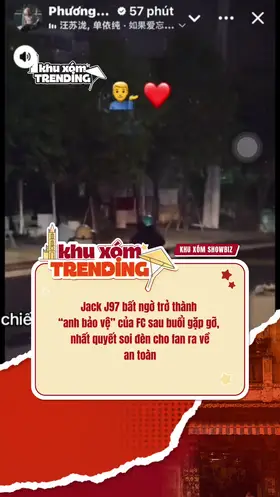 Phương... 57 phút
汪苏泷, 单依纯 · 如果爱忘...
khu xóm
TRENDING
khu xóm
TRENDING
KHU XÓM SHOWBIZ
Jack J97 bất ngờ trở thành
“anh bảo vệ” của FC sau buổi gặp gỡ,
nhất quyết soi đèn cho fan ra về
an toàn
chiế